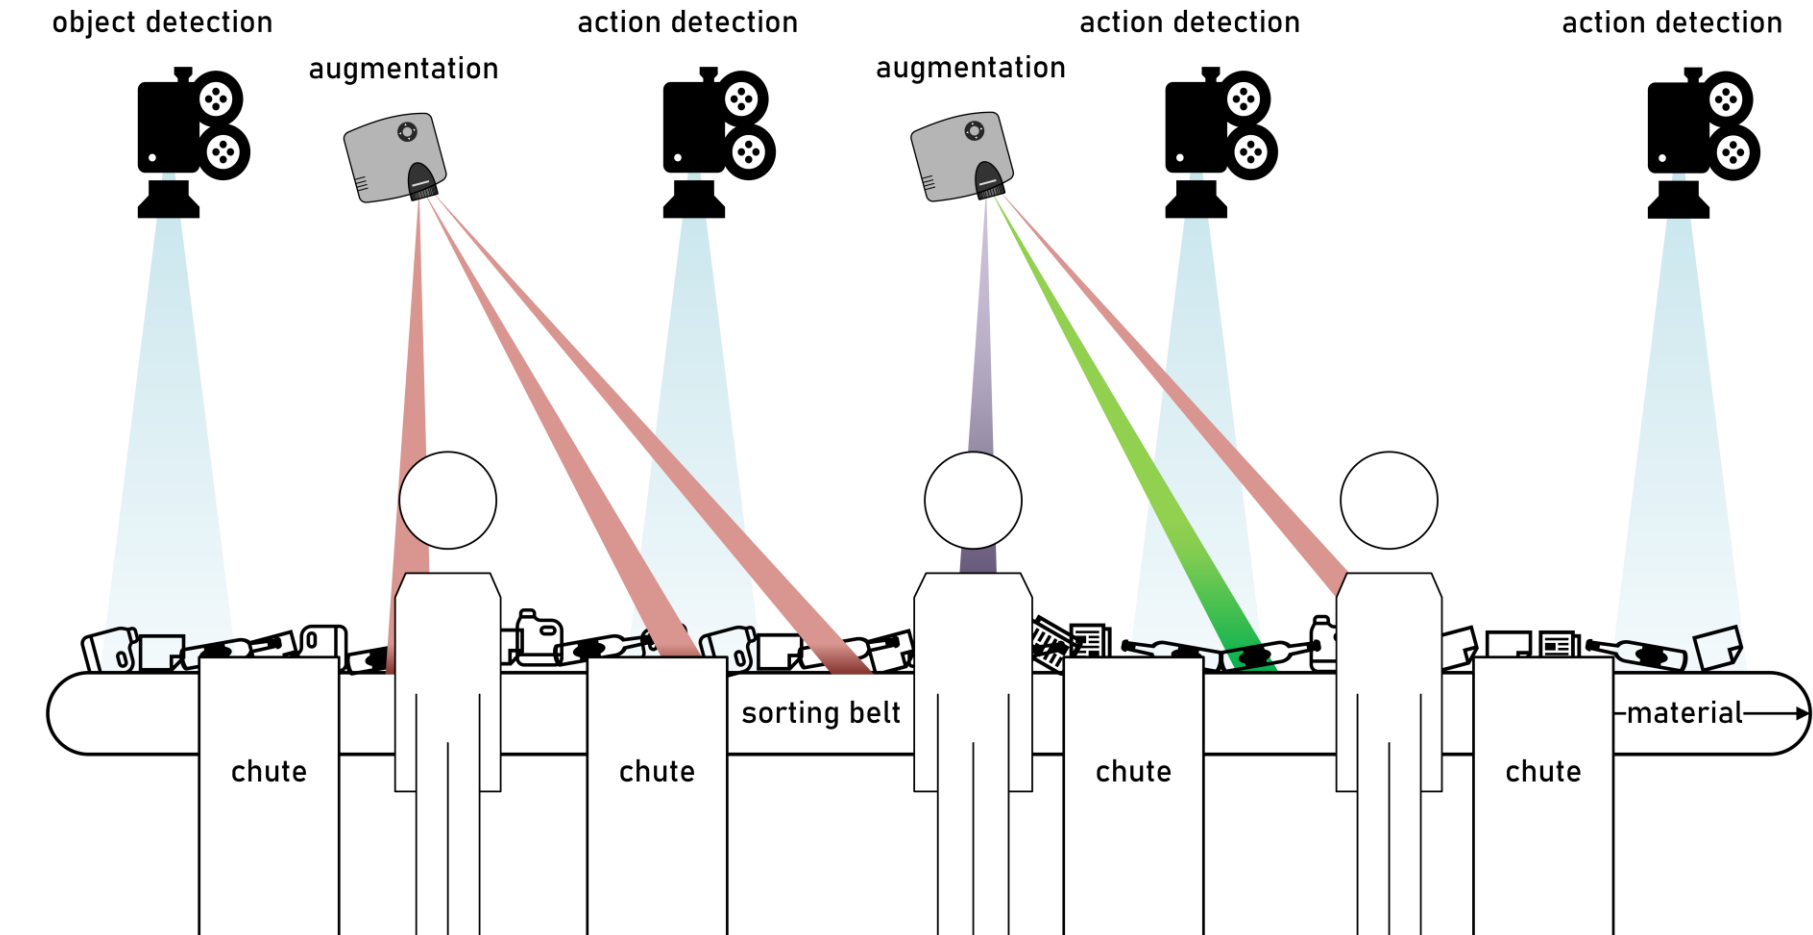 object detection
augmentation
action detection
augmentation
action detection
action detection
sorting belt
material
chute
chute
chute
chute